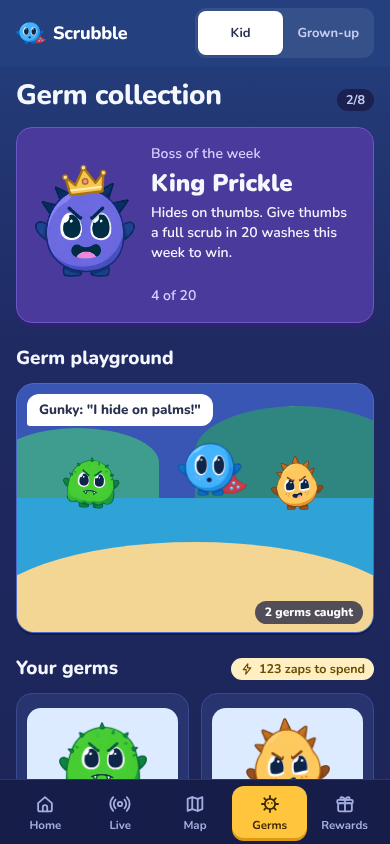 Scrubble
Kid
Grown-up
Germ collection
2/8
Boss of the week
King Prickle
Hides on thumbs. Give thumbs
a full scrub in 20 washes this
week to win.
4 of 20
Germ playground
Gunky: "I hide on palms!"
2 germs caught
Your germs
123 zaps to spend
Home
Live
Map
Germs
Rewards